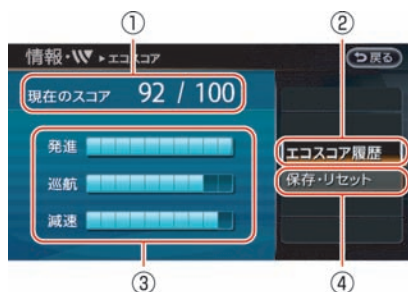 ① ②
情報・W ▸ エコスコア
戻る
現在のスコア 92 / 100
発進
エコスコア履歴
巡航
保存・リセット
減速
③ ④